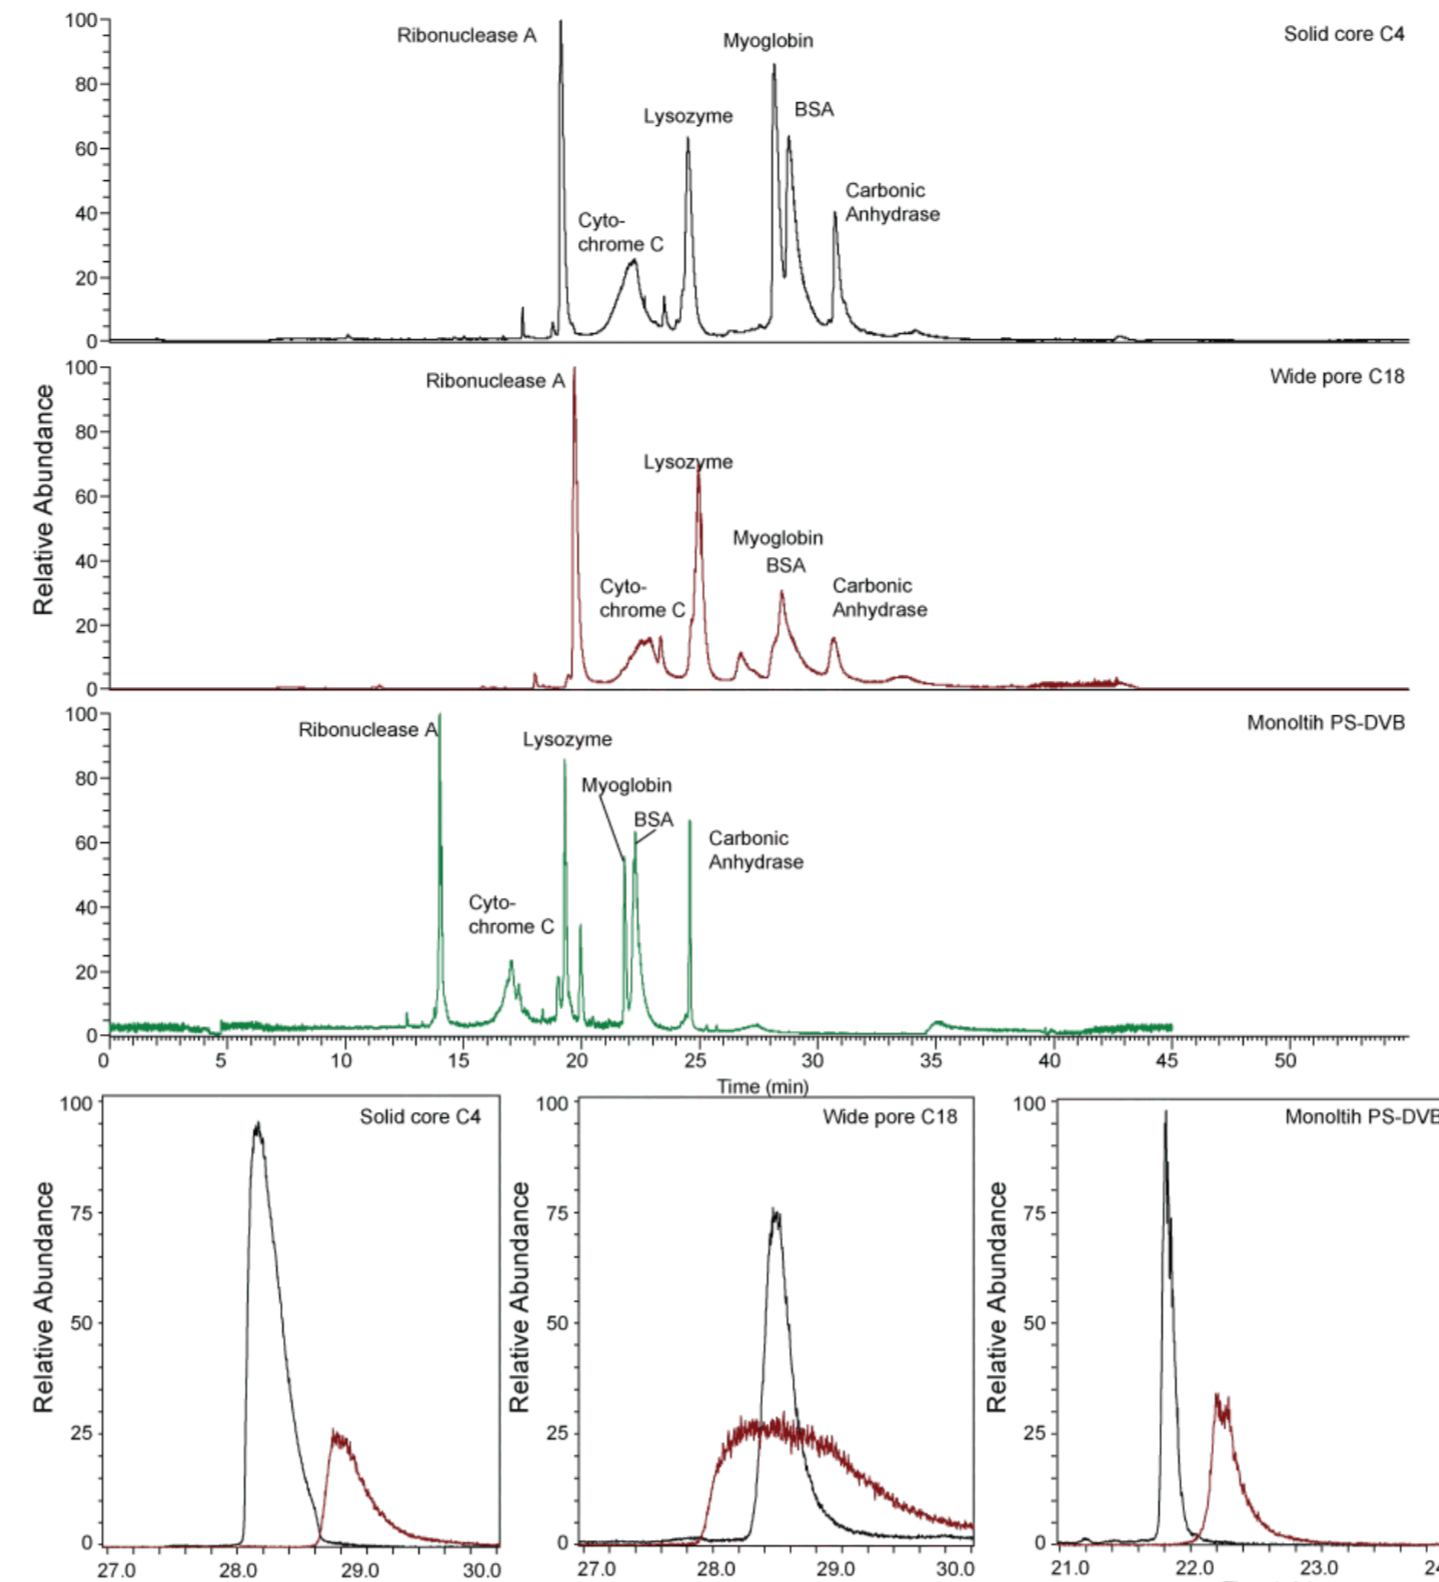 100
80
60
40
20
0
Ribonuclease A
Cyto-
chrome C
Lysozyme
Myoglobin
BSA
Carbonic
Anhydrase
Solid core C4
Relative Abundance
100
80
60
40
20
0
Ribonuclease A
Cyto-
chrome C
Lysozyme
Myoglobin
BSA
Carbonic
Anhydrase
Wide pore C18
100
80
60
40
20
0
Ribonuclease A
Cyto-
chrome C
Lysozyme
Myoglobin
BSA
Carbonic
Anhydrase
Monoltih PS-DVB
0 5 10 15 20 25 30 35 40 45 50
Time (min)
Relative Abundance
100
75
50
25
0
Solid core C4
27.0 28.0 29.0 30.0
Relative Abundance
100
75
50
25
0
Wide pore C18
27.0 28.0 29.0 30.0
Relative Abundance
100
75
50
25
0
Monoltih PS-DVB
21.0 22.0 23.0 24